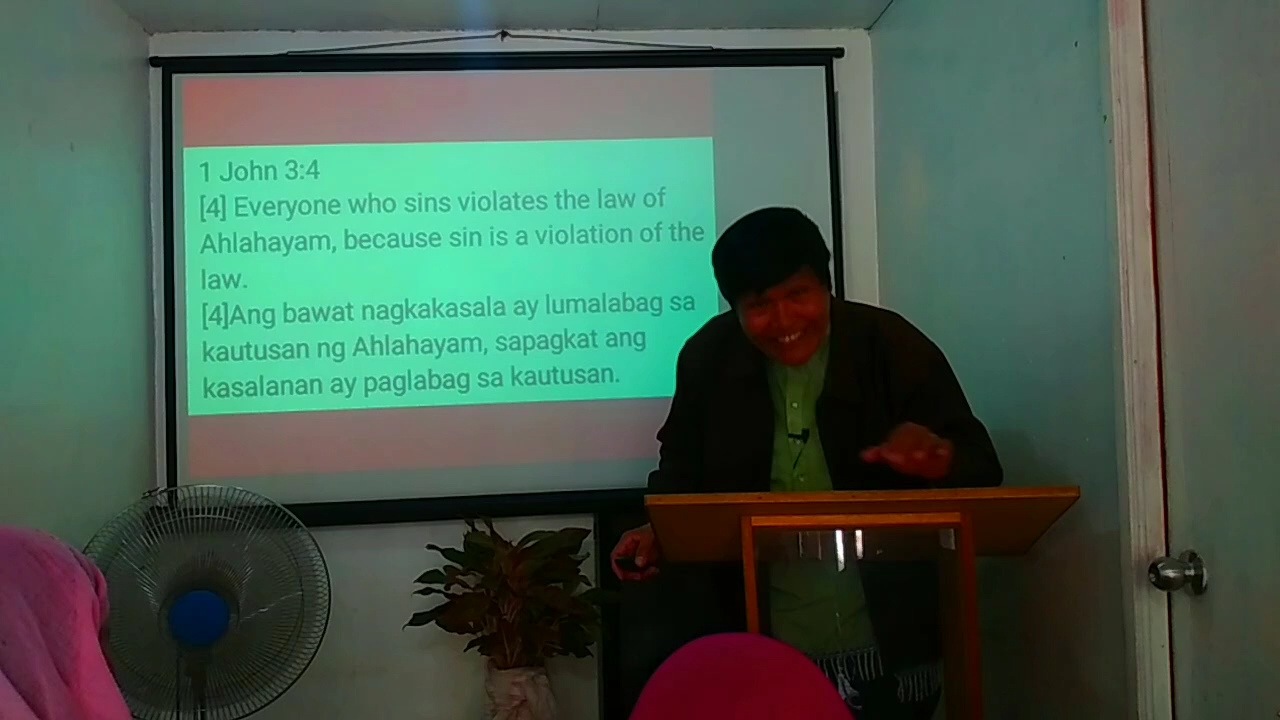 1 John 3:4
[4] Everyone who sins violates the law of
Ahlahayam, because sin is a violation of the
law.
[4]Ang bawat nagkakasala ay lumalabag sa
kautusan ng Ahlahayam, sapagkat ang
kasalanan ay paglabag sa kautusan.